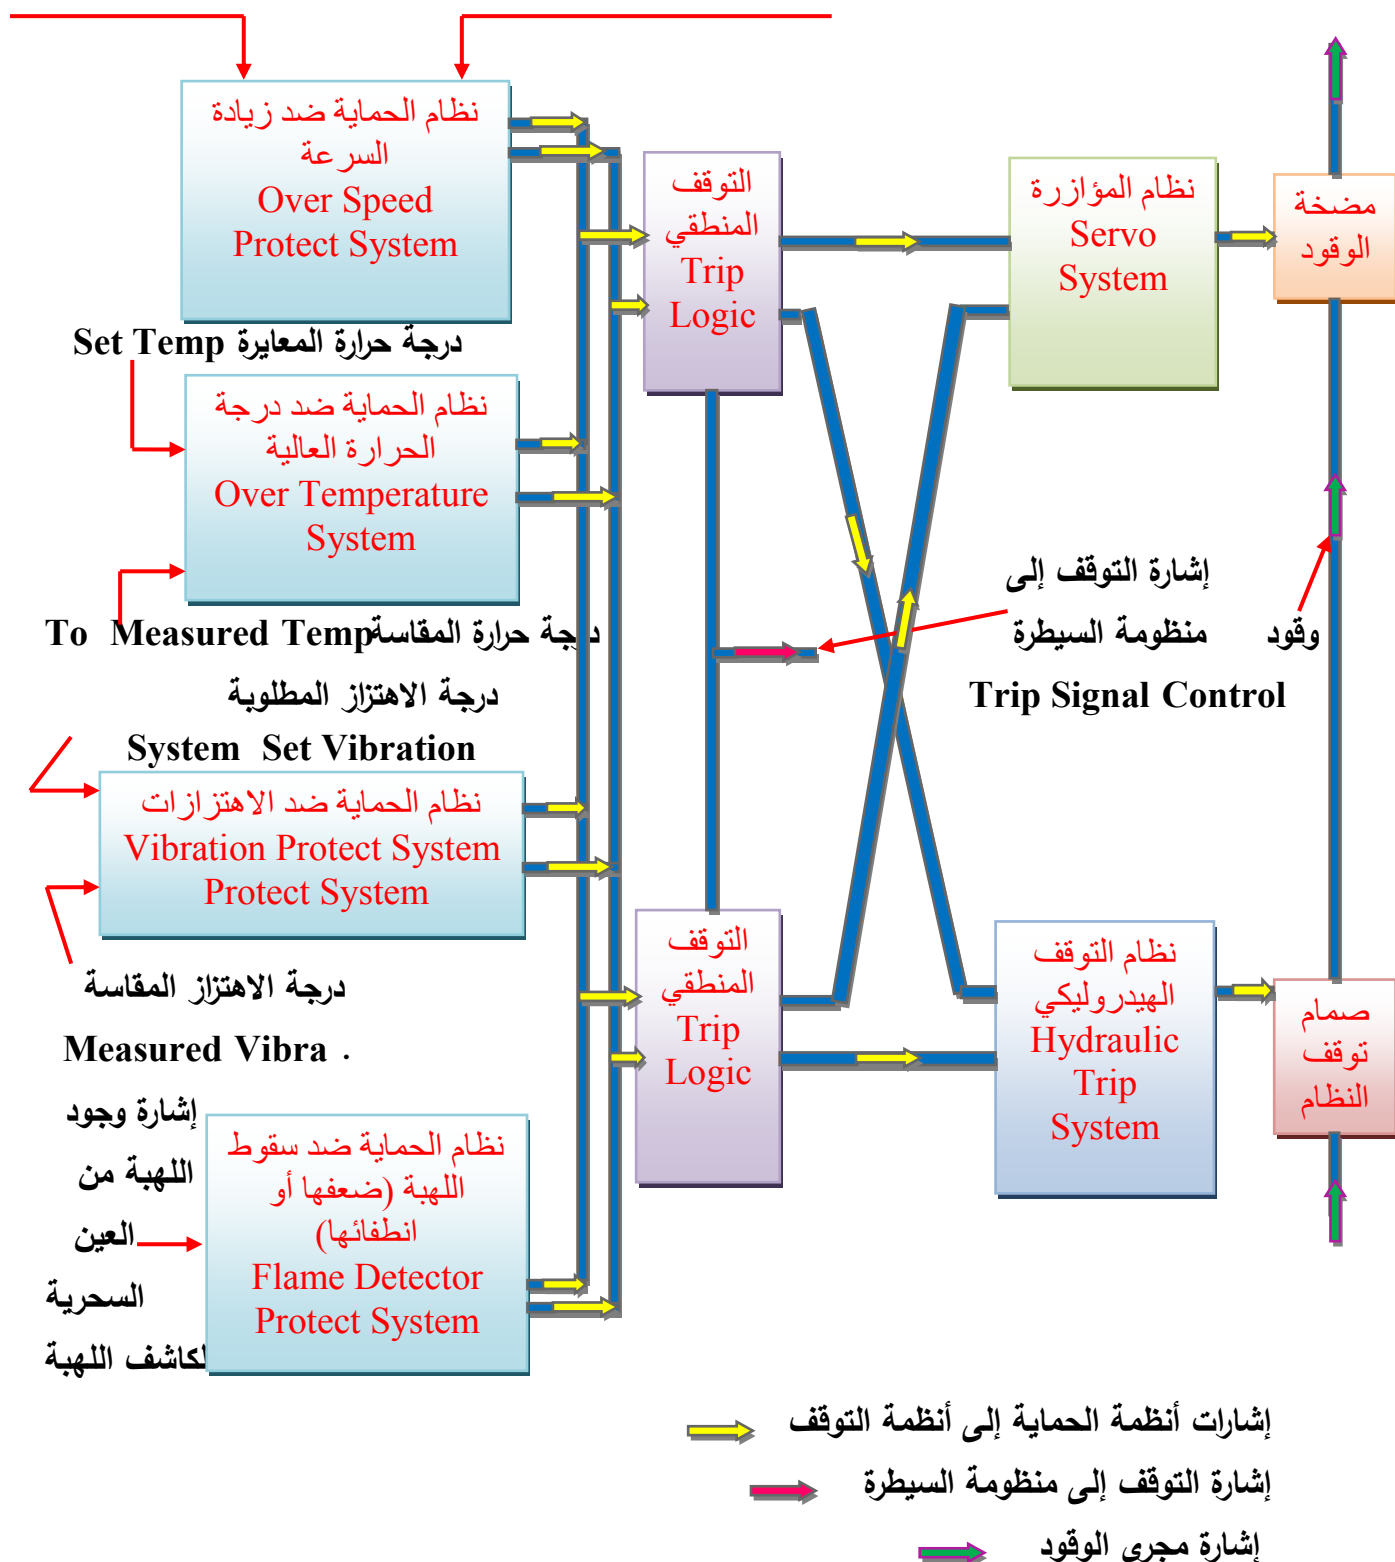 نظام الحماية ضد زيادة
السرعة
Over Speed
Protect System
درجة حرارة المعايرة Set Temp
نظام الحماية ضد درجة
الحرارة العالية
Over Temperature
System
درجة حرارة المقاسة To Measured Temp
درجة الاهتزاز المطلوبة
System Set Vibration
نظام الحماية ضد الاهتزازات
Vibration Protect System
Protect System
درجة الاهتزاز المقاسة
Measured Vibra .
إشارة وجود
اللهبة من
العين
السحرية
لكاشف اللهبة
نظام الحماية ضد سقوط
اللهبة (ضعفها أو
انطفائها)
Flame Detector
Protect System
التوقف
المنطقي
Trip
Logic
التوقف
المنطقي
Trip
Logic
نظام المؤازرة
Servo
System
مضخة
الوقود
إشارة التوقف إلى
منظومة السيطرة
Trip Signal Control
وقود
نظام التوقف
الهيدروليكي
Hydraulic
Trip
System
صمام
توقف
النظام
إشارات أنظمة الحماية إلى أنظمة التوقف
إشارة التوقف إلى منظومة السيطرة
إشارة مجرى الوقود